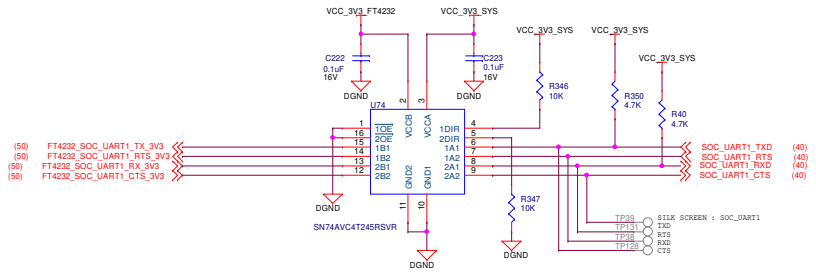 VCC_3V3_FT4232
VCC_3V3_SYS
VCC_3V3_SYS
VCC_3V3_SYS
VCC_3V3_SYS
C222
0.1uF
16V
DGND
C223
0.1uF
16V
DGND
R346
10K
R350
4.7K
R40
4.7K
U74
2
3
VCCB
VCCA
1 1OE
16 2OE
15 1B1
14 1B2
13 2B1
12 2B2
1DIR 4
2DIR 5
1A1 6
1A2 7
2A1 8
2A2 9
GND2
GND1
11
10
SN74AVC4T245RSVR
DGND
DGND
R347
10K
DGND
(50) FT4232_SOC_UART1_TX_3V3
(50) FT4232_SOC_UART1_RTS_3V3
(50) FT4232_SOC_UART1_RX_3V3
(50) FT4232_SOC_UART1_CTS_3V3
SOC_UART1_TXD (40)
SOC_UART1_RTS (40)
SOC_UART1_RXD (40)
SOC_UART1_CTS (40)
SILK SCREEN : SOC_UART1
TP39 TXD
TP131 RTS
TP38 RXD
TP128 CTS